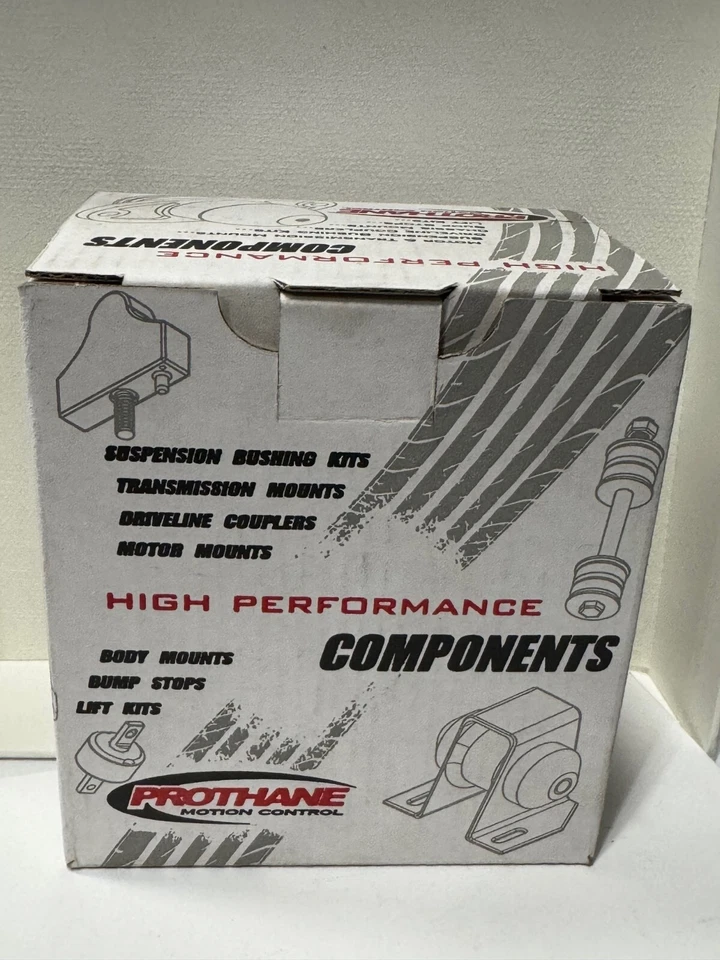 PROTHANE
COMPONENTS
HIGH PERFORMANCE
SUSPENSION BUSHING KITS
TRANSMISSION MOUNTS
DRIVELINE COUPLERS
MOTOR MOUNTS
HIGH PERFORMANCE
COMPONENTS
BODY MOUNTS
BUMP STOPS
LIFT KITS
PROTHANE
MOTION CONTROL